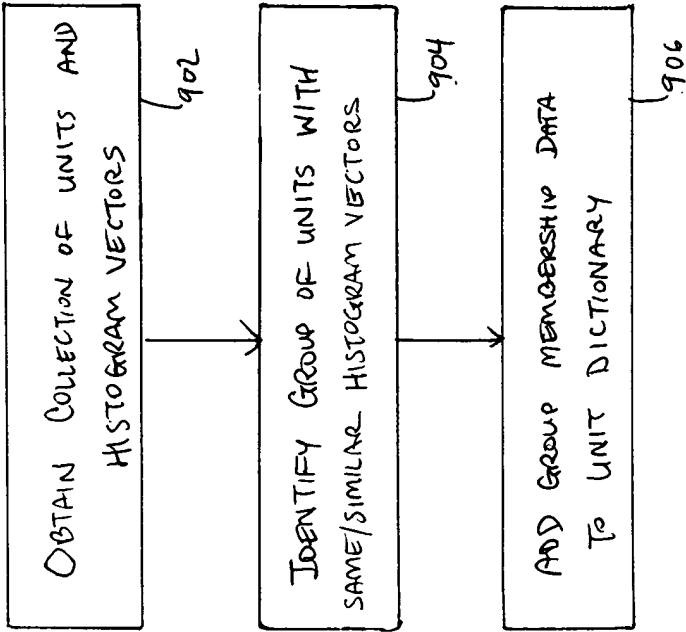 OBTAIN COLLECTION OF UNITS AND
HISTOGRAM VECTORS
902
IDENTIFY GROUP OF UNITS WITH
SAME/SIMILAR HISTOGRAM VECTORS
904
ADD GROUP MEMBERSHIP DATA
TO UNIT DICTIONARY
906